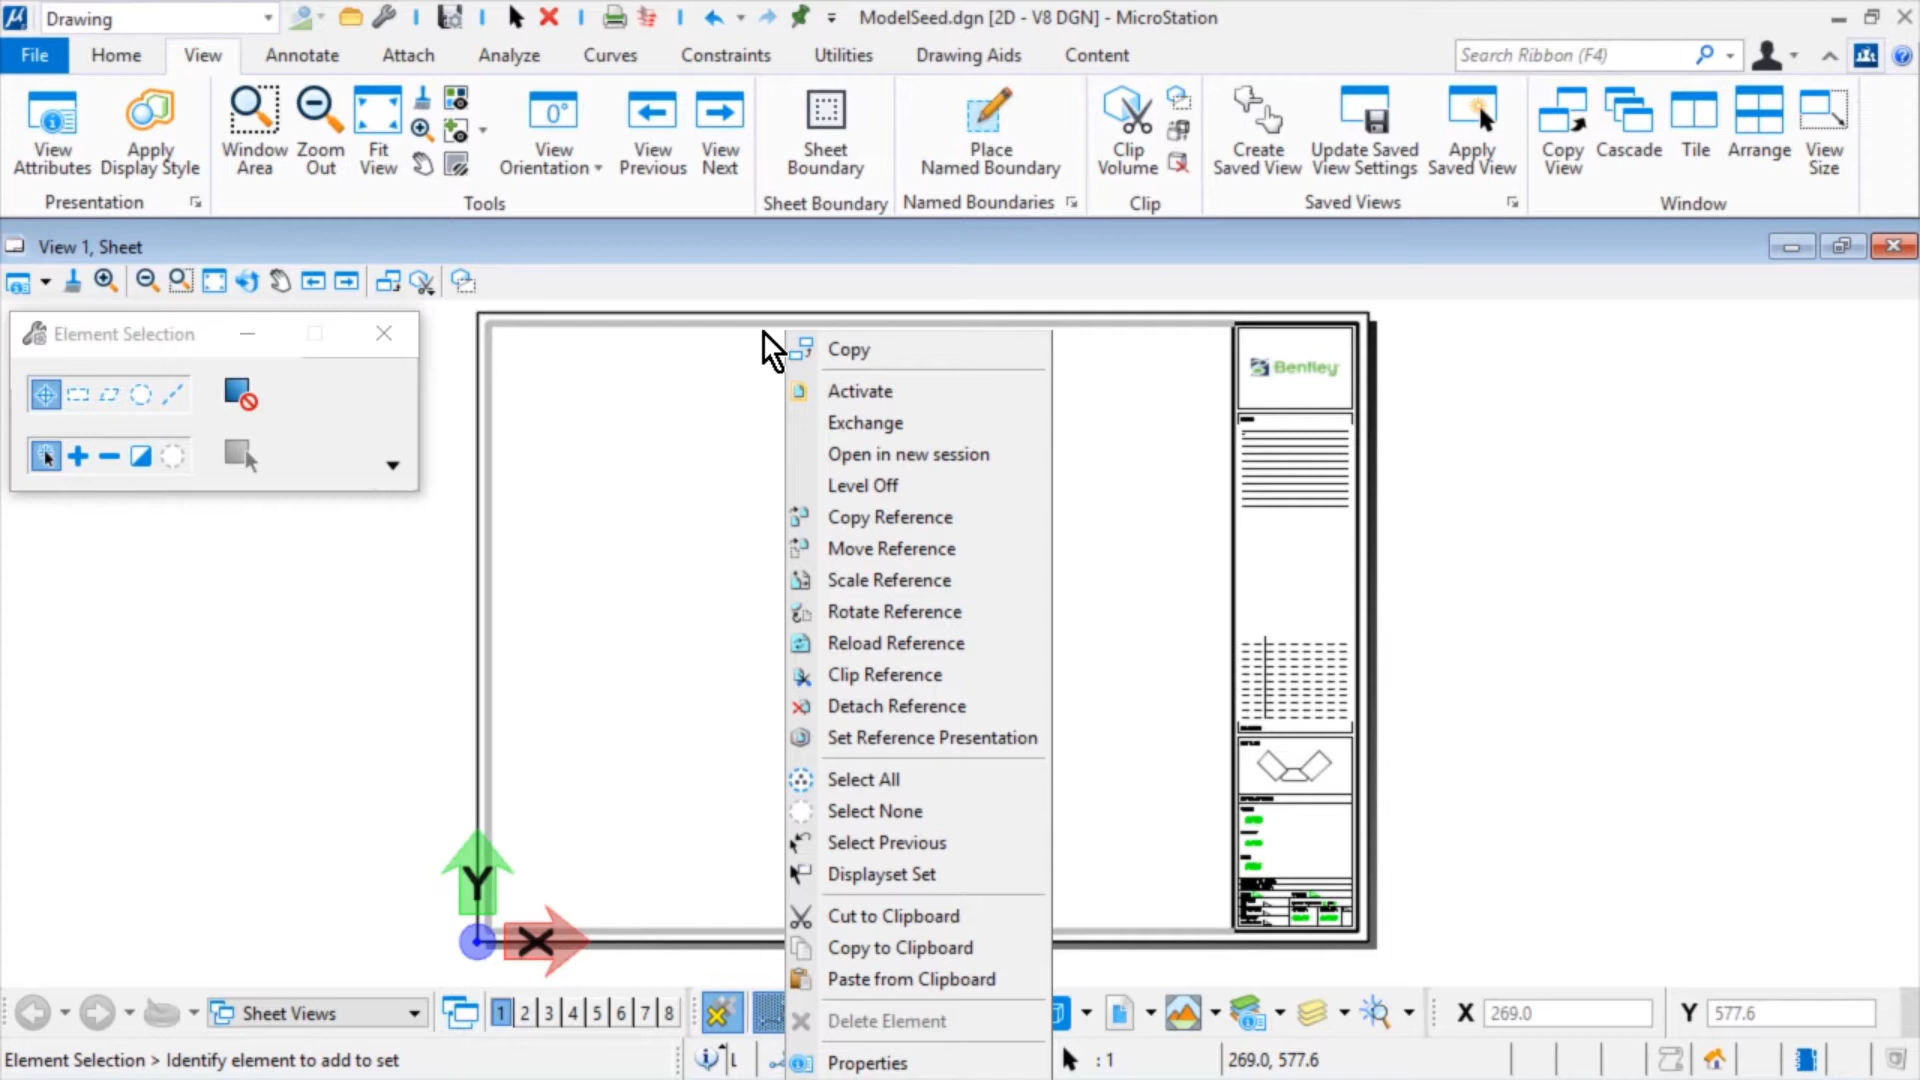 Drawing
ModelSeed.dgn [2D - V8 DGN] - MicroStation
File
Home
View
Annotate
Attach
Analyze
Curves
Constraints
Utilities
Drawing Aids
Content
Search Ribbon (F4)
View
Attributes
Apply
Display Style
Presentation
Window
Area
Zoom
Out
Fit
View
View
Orientation
View
Previous
View
Next
Tools
Sheet
Boundary
Sheet Boundary
Place
Named Boundary
Named Boundaries
Clip
Volume
Clip
Create
Saved View
Update Saved
View Settings
Apply
Saved View
Saved Views
Copy
View
Cascade
Tile
Arrange
View
Size
Window
View 1, Sheet
Element Selection
Copy
Activate
Exchange
Open in new session
Level Off
Copy Reference
Move Reference
Scale Reference
Rotate Reference
Reload Reference
Clip Reference
Detach Reference
Set Reference Presentation
Select All
Select None
Select Previous
Displayset Set
Cut to Clipboard
Copy to Clipboard
Paste from Clipboard
Delete Element
Properties
Bentley
Y
X
Sheet Views
1 2 3 4 5 6 7 8
X 269.0
Y 577.6
Element Selection > Identify element to add to set
L
: 1
269.0, 577.6